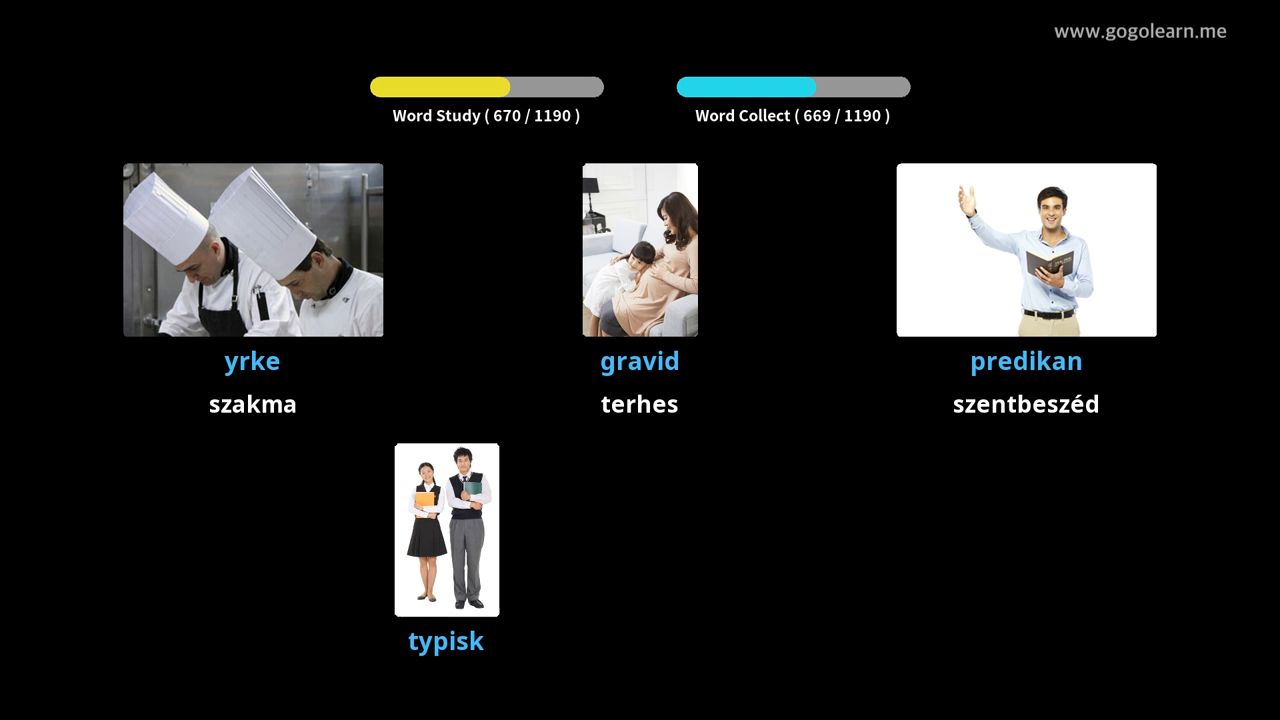 www.gogolearn.me
Word Study ( 670 / 1190 )
Word Collect ( 669 / 1190 )
yrke
szakma
gravid
terhes
predikan
szentbeszéd
typisk